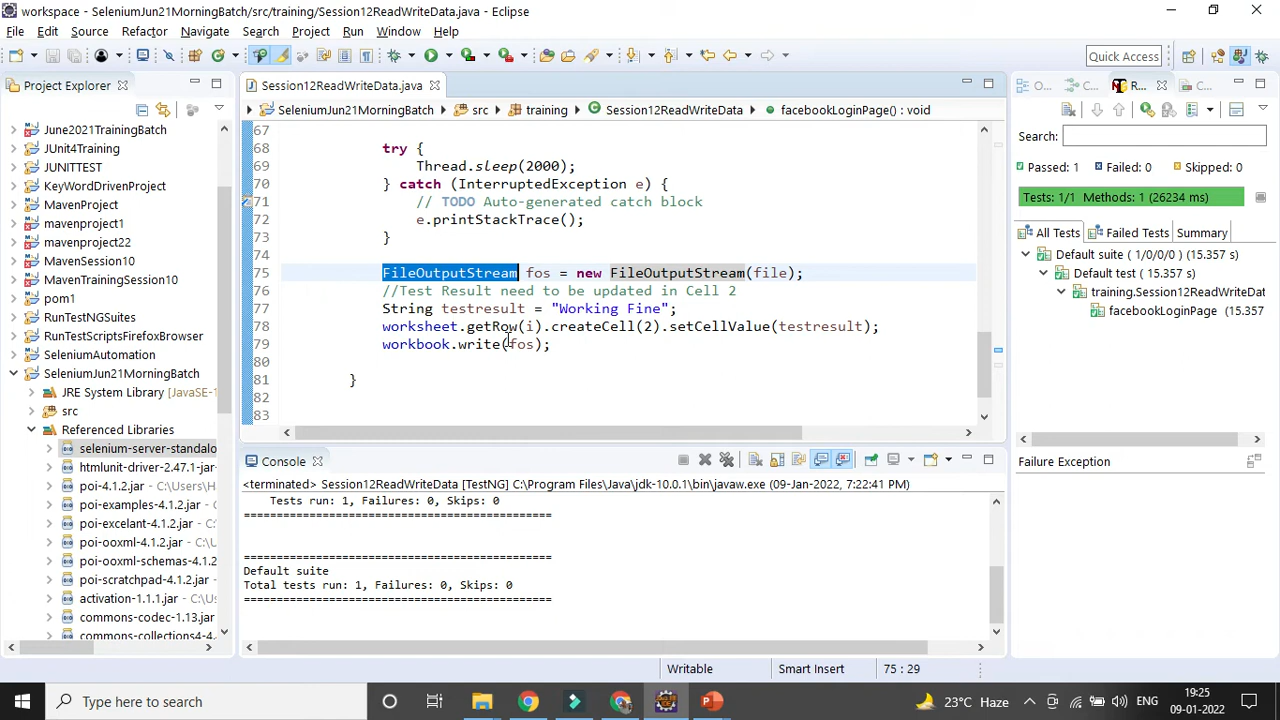 workspace - SeleniumJun21MorningBatch/src/training/Session12ReadWriteData.java - Eclipse
File Edit Source Refactor Navigate Search Project Run Window Help
Quick Access
Project Explorer
June2021TrainingBatch
JUnit4Training
JUNITTEST
KeyWordDrivenProject
MavenProject
mavenproject1
mavenproject22
MavenSession10
MavenTrainingSession10
pom1
RunTestNGSuites
RunTestNTSCriptsFirefoxBrowser
SeleniumAutomation
SeleniumJun21MorningBatch
JRE System Library [JavaSE-1
src
Referenced Libraries
selenium-server-standalo
htmlunit-driver-2.47.1-jar-
poi-4.1.2.jar - C:\Users\H
poi-examples-4.1.2.jar -
poi-excelant-4.1.2.jar - C:
poi-ooxml-4.1.2.jar - C:\U
poi-ooxml-schemas-4.1.2
poi-scratchpad-4.1.2.jar -
activation-1.1.1.jar - C:\Us
commons-codec-1.13.jar
commons-collections4-4.
Session12ReadWriteData.java
SeleniumJun21MorningBatch src training Session12ReadWriteData facebookLoginPage() : void
67
68 try {
69 Thread.sleep(2000);
70 } catch (InterruptedException e) {
71 // TODO Auto-generated catch block
72 e.printStackTrace();
73 }
74
75 FileOutputStream fos = new FileOutputStream(file);
76 //Test Result need to be updated in Cell 2
77 String testresult = "Working Fine";
78 worksheet.getRow(i).createCell(2).setCellValue(testresult);
79 workbook.write(fos);
80
81 }
82
83
Console
<terminated> Session12ReadWriteData [TestNG] C:\Program Files\Java\jdk-10.0.1\bin\javaw.exe (09-Jan-2022, 7:22:41 PM)
Tests run: 1, Failures: 0, Skips: 0
===============================================
===============================================
Default suite
Total tests run: 1, Failures: 0, Skips: 0
===============================================
O... C... R... C...
Search:
Passed: 1 Failed: 0 Skipped: 0
Tests: 1/1 Methods: 1 (26234 ms)
All Tests Failed Tests Summary
Default suite ( 1/0/0/0 ) (15.357 s)
Default test ( 15.357 s)
training.Session12ReadWriteDat
facebookLoginPage (15.357
Failure Exception
Writable Smart Insert 75 : 29
Type here to search
23°C Haze
ENG
19:25
09-01-2022